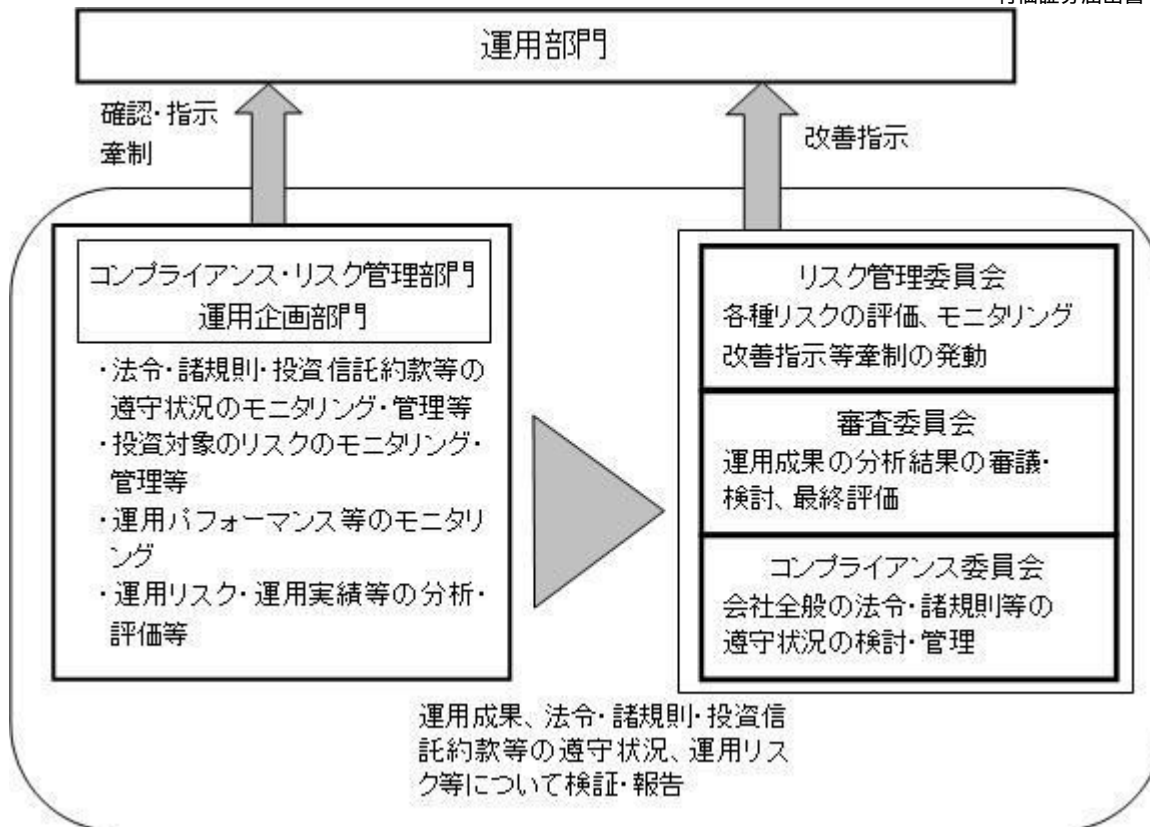 運用部門
確認・指示
牽制
改善指示
コンプライアンス・リスク管理部門
運用企画部門
・法令・諸規則・投資信託約款等の
遵守状況のモニタリング・管理等
・投資対象のリスクのモニタリング・
管理等
・運用パフォーマンス等のモニタリ
ング
・運用リスク・運用実績等の分析・
評価等
リスク管理委員会
各種リスクの評価、モニタリング
改善指示等牽制の発動
審査委員会
運用成果の分析結果の審議・
検討、最終評価
コンプライアンス委員会
会社全般の法令・諸規則等の
遵守状況の検討・管理
運用成果、法令・諸規則・投資信
託約款等の遵守状況、運用リス
ク等について検証・報告